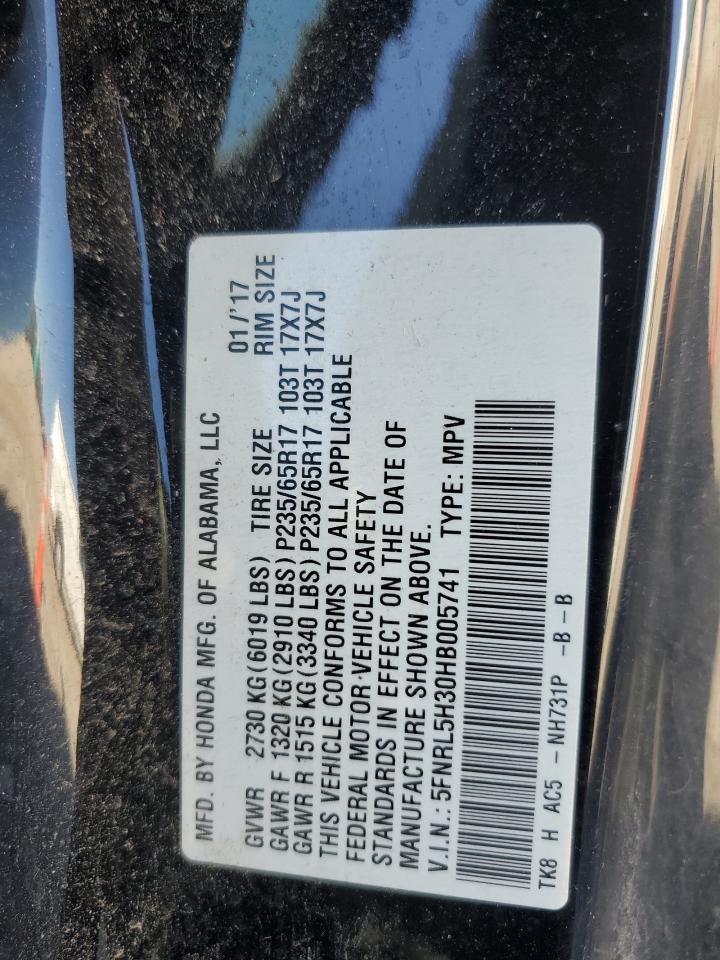 MFD. BY HONDA MFG. OF ALABAMA, LLC 01/'17
GVWR 2730 KG (6019 LBS) TIRE SIZE RIM SIZE
GAWR F 1320 KG (2910 LBS) P235/65R17 103T 17X7J
GAWR R 1515 KG (3340 LBS) P235/65R17 103T 17X7J
THIS VEHICLE CONFORMS TO ALL APPLICABLE
FEDERAL MOTOR VEHICLE SAFETY
STANDARDS IN EFFECT ON THE DATE OF
MANUFACTURE SHOWN ABOVE.
V.I.N.: 5FNRL5H30HB005741 TYPE: MPV
TK8 H AC5 - NH731P -B-B